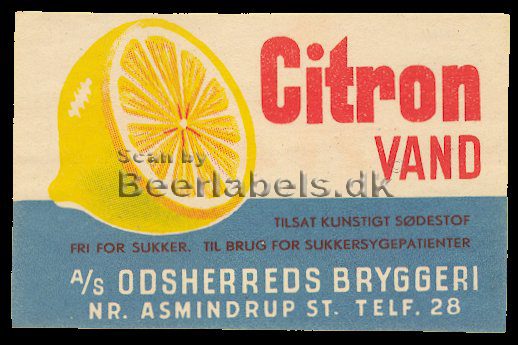 Citron
VAND
Scan by
Beerlabels.dk
TILSAT KUNSTIGT SØDESTOF
FRI FOR SUKKER. TIL BRUG FOR SUKKERSYGEPATIENTER
A/S ODSHERREDS BRYGGERI
NR. ASMINDRUP ST. TELF. 28